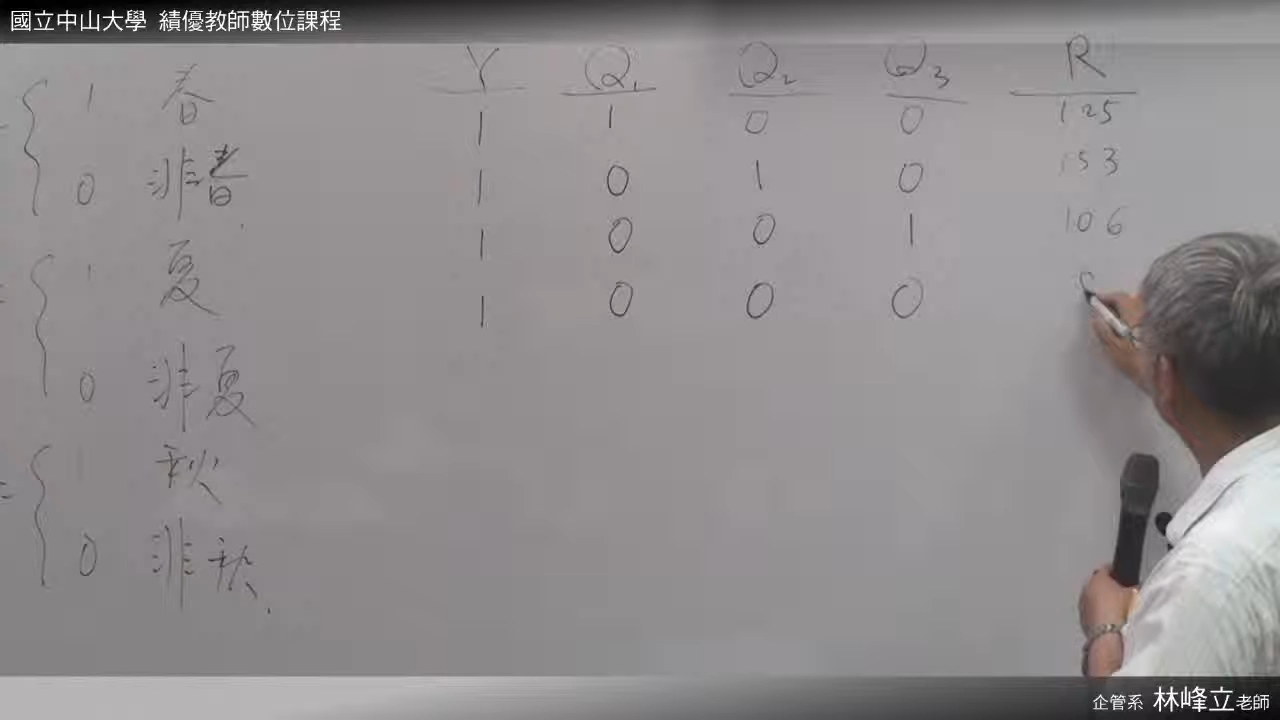 國立中山大學 績優教師數位課程
1 春
0 非春
1 夏
0 非夏
1 秋
0 非秋
Y Q₁ Q₂ Q₃ R
1 1 0 0 125
1 0 1 0 153
1 0 0 1 106
1 0 0 0
企管系 林峰立老師